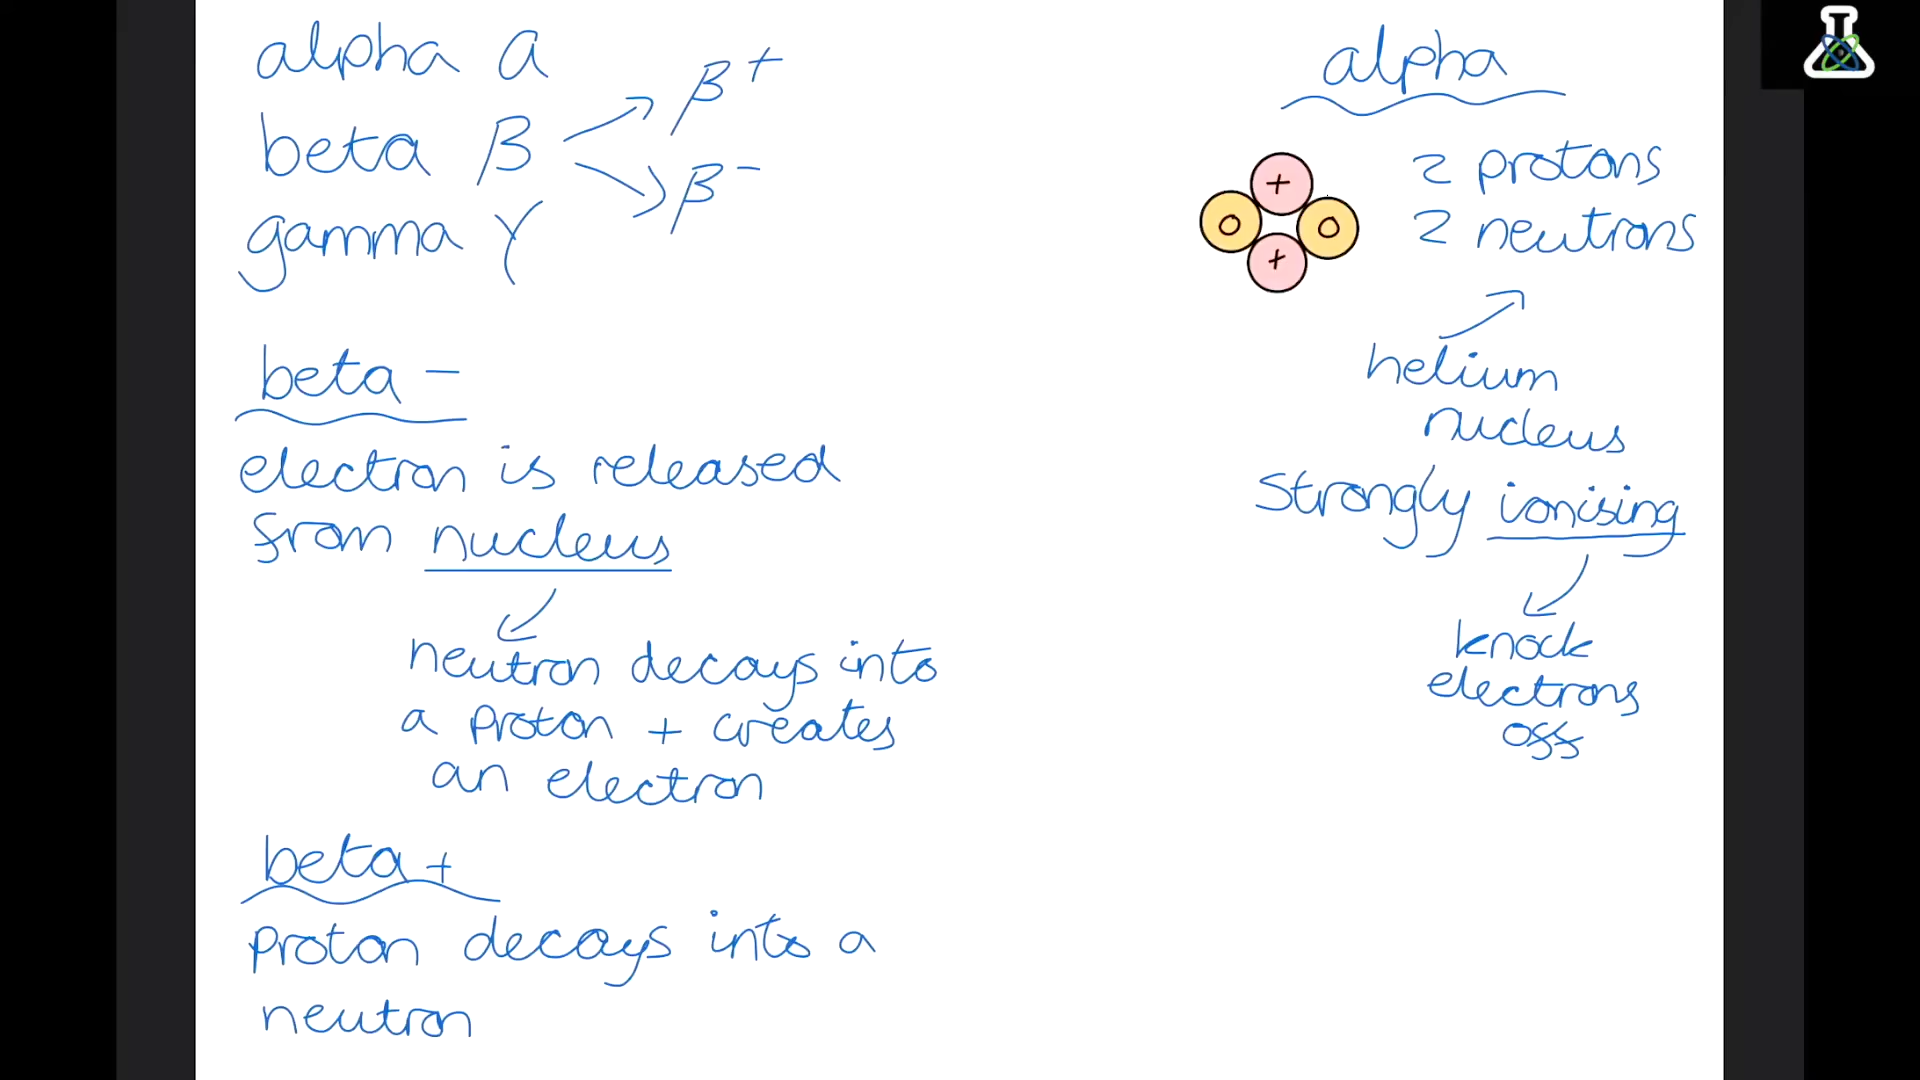 alpha α
beta β
β+
β-
gamma γ
beta -
electron is released
from nucleus
neutron decays into
a proton + creates
an electron
beta +
proton decays into a
neutron
alpha
+
o o
+
2 protons
2 neutrons
helium
nucleus
Strongly ionising
knock
electrons
off